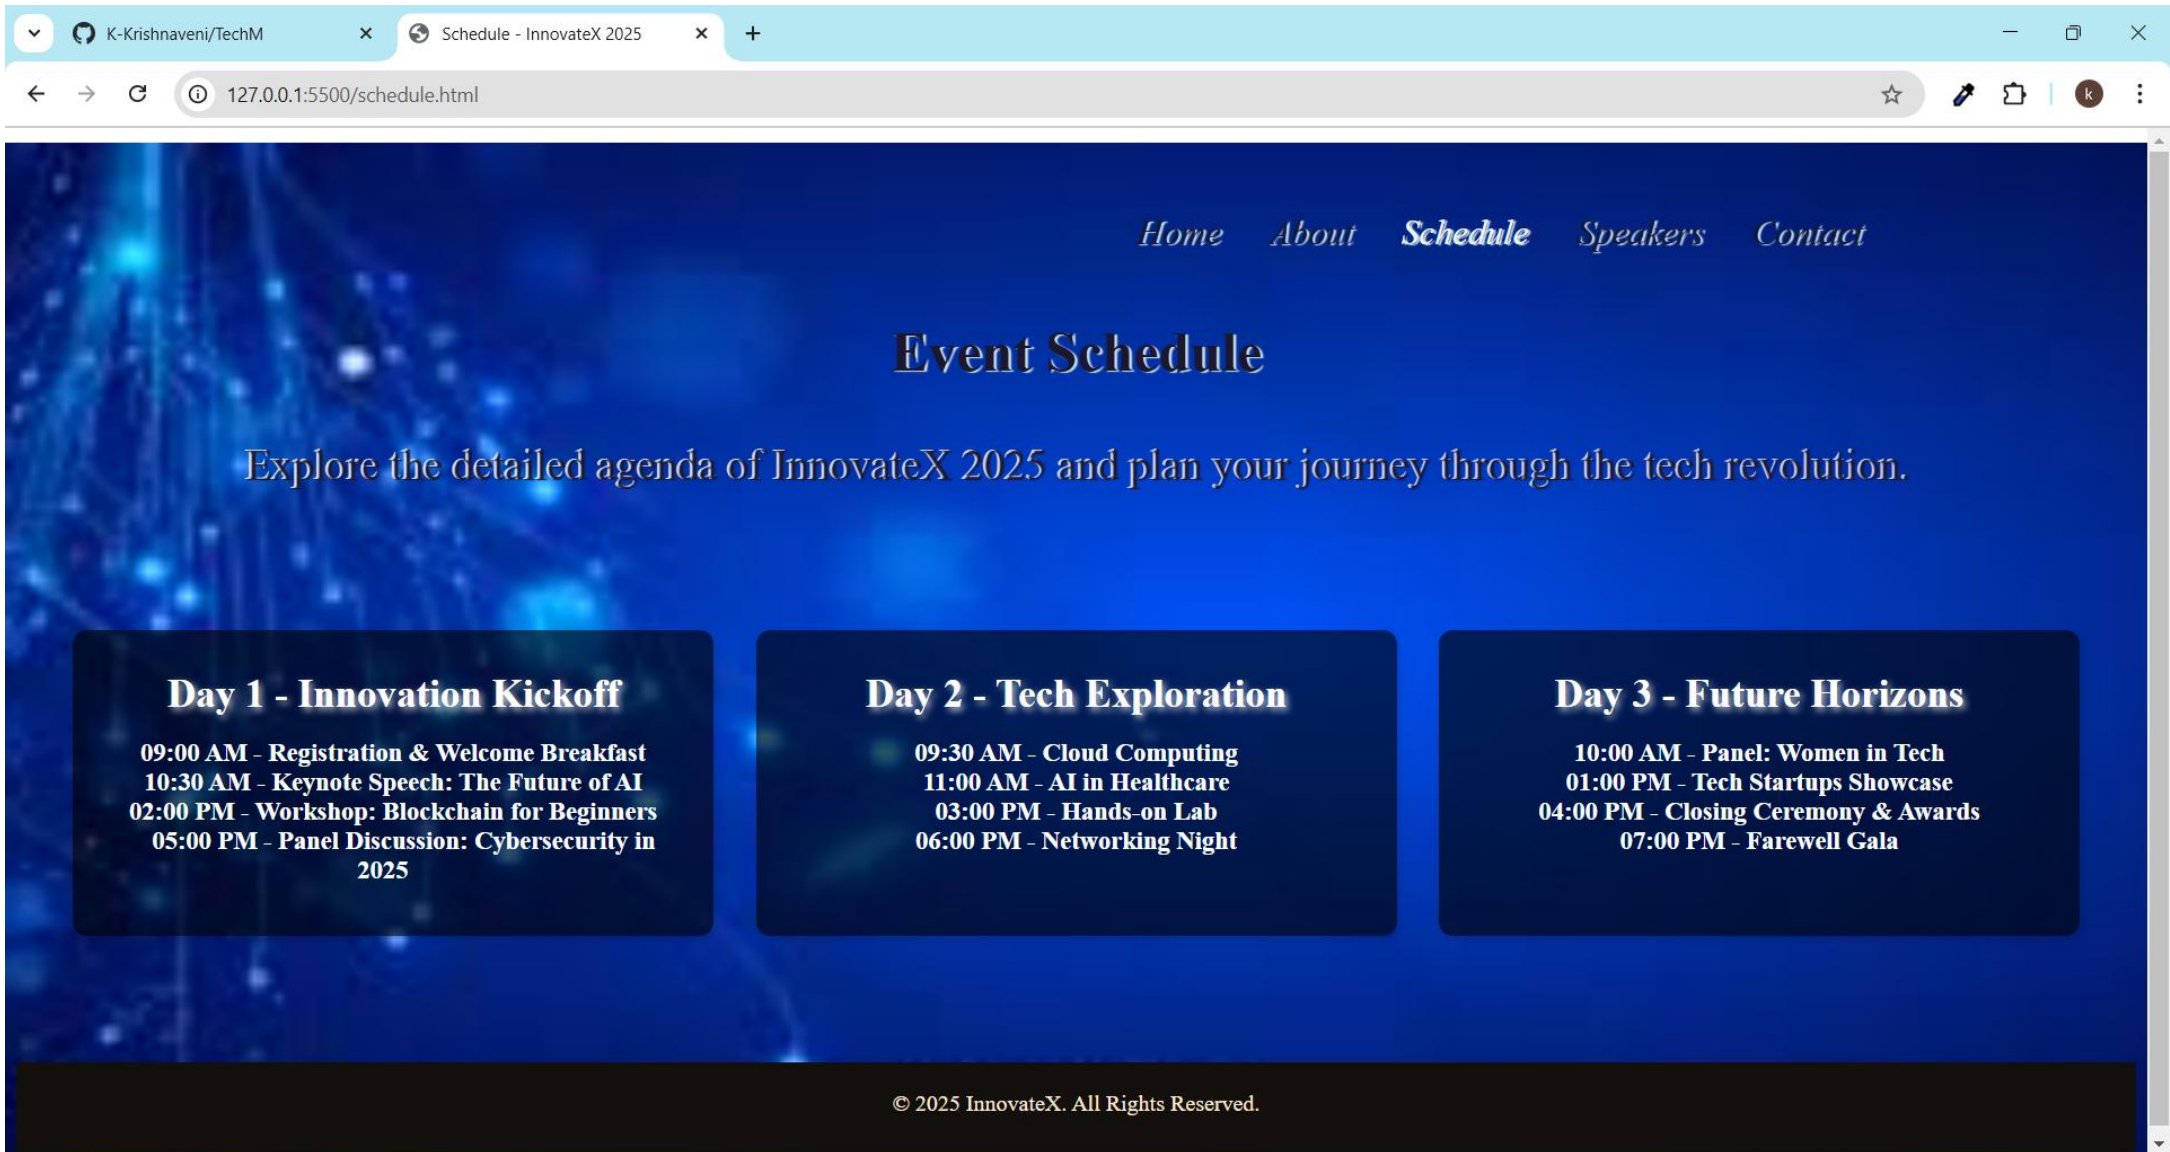 K-Krishnaveni/TechM
Schedule - InnovateX 2025
127.0.0.1:5500/schedule.html
k
Home About Schedule Speakers Contact
Event Schedule
Explore the detailed agenda of InnovateX 2025 and plan your journey through the tech revolution.
Day 1 - Innovation Kickoff
09:00 AM - Registration & Welcome Breakfast
10:30 AM - Keynote Speech: The Future of AI
02:00 PM - Workshop: Blockchain for Beginners
05:00 PM - Panel Discussion: Cybersecurity in
2025
Day 2 - Tech Exploration
09:30 AM - Cloud Computing
11:00 AM - AI in Healthcare
03:00 PM - Hands-on Lab
06:00 PM - Networking Night
Day 3 - Future Horizons
10:00 AM - Panel: Women in Tech
01:00 PM - Tech Startups Showcase
04:00 PM - Closing Ceremony & Awards
07:00 PM - Farewell Gala
© 2025 InnovateX. All Rights Reserved.